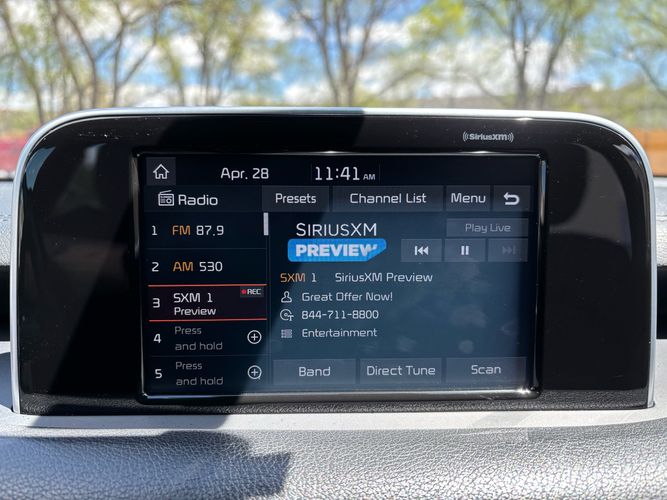 ((SiriusXM))
Apr. 28 11:41 AM
Radio Presets Channel List Menu
1 FM 87.9
2 AM 530
3 SXM 1 REC
Preview
4 Press
and hold
5 Press
and hold
SIRIUSXM
PREVIEW
Play Live
SXM 1 SiriusXM Preview
Great Offer Now!
844-711-8800
Entertainment
Band Direct Tune Scan